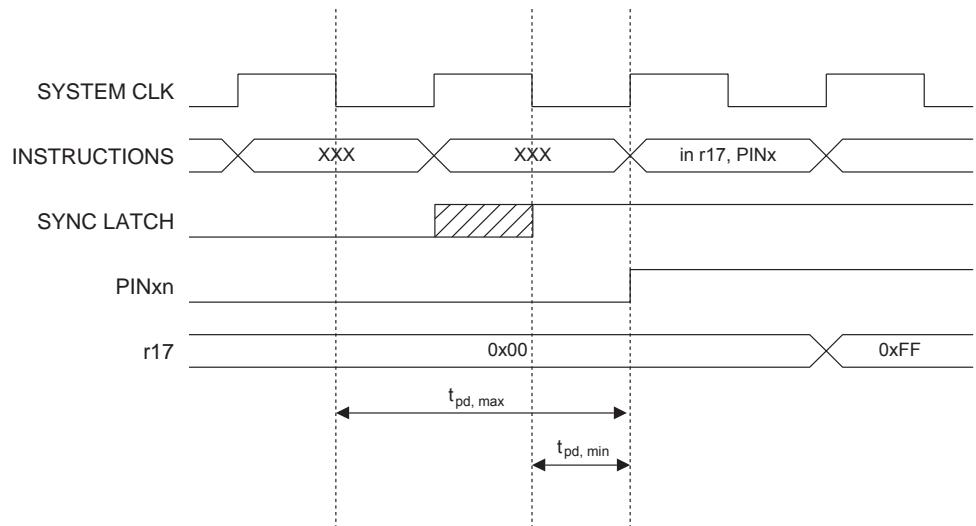 SYSTEM CLK
INSTRUCTIONS XXX XXX in r17, PINx
SYNC LATCH
PINxn
r17 0x00 0xFF
tpd, max
tpd, min